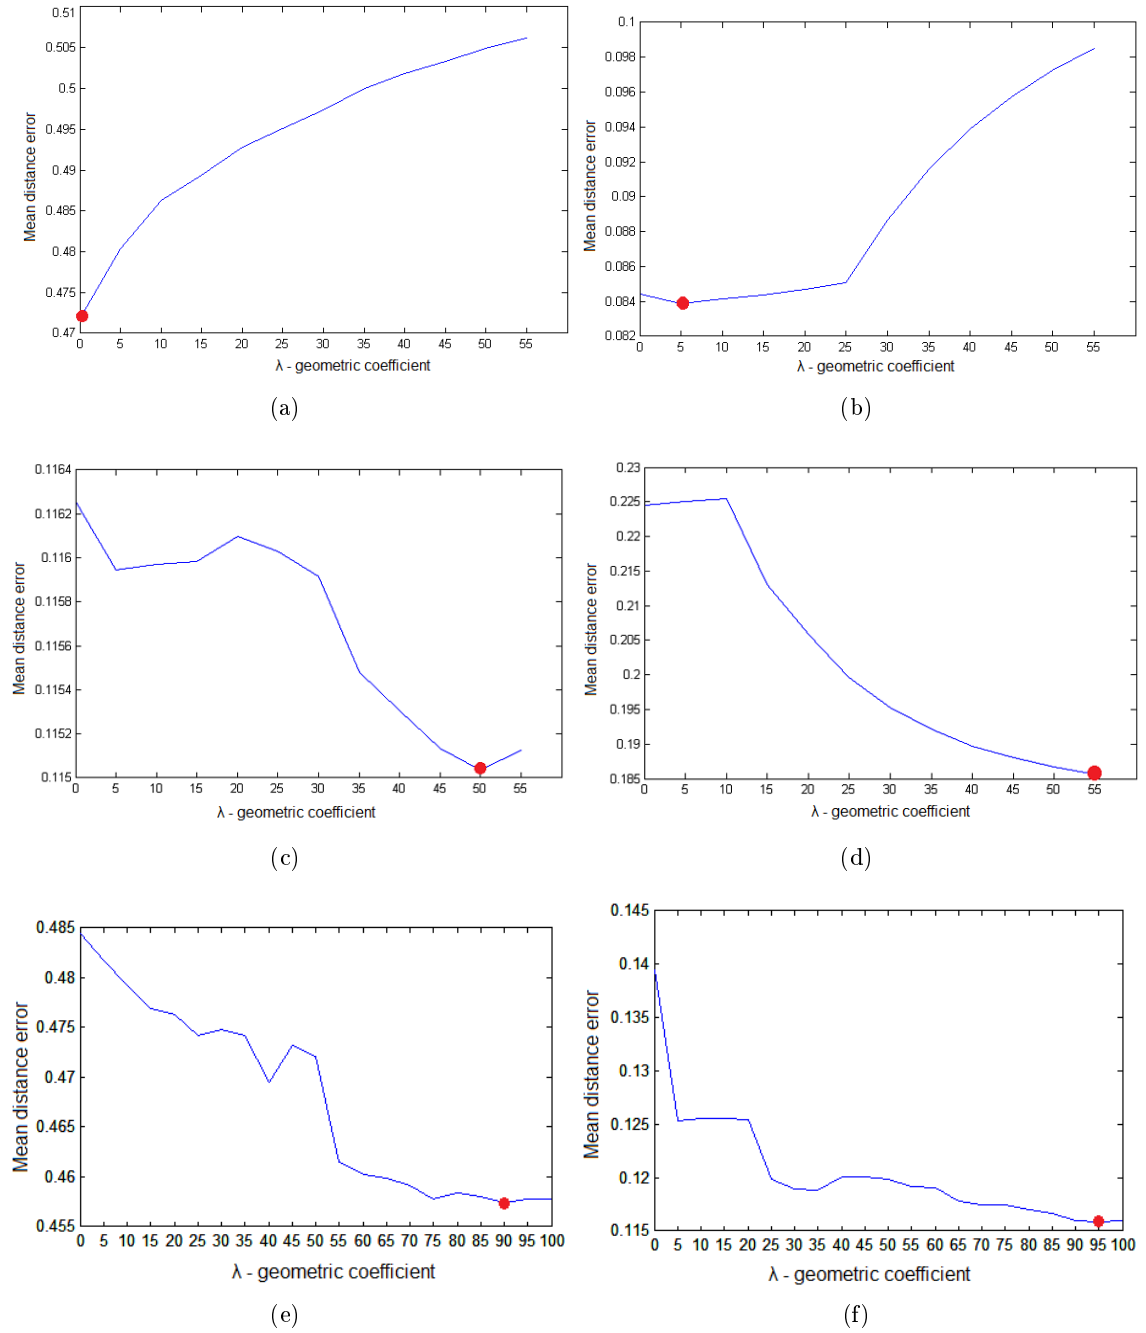 0.51
0.505
0.5
0.495
0.49
0.485
0.48
0.475
0.47
Mean distance error
0 5 10 15 20 25 30 35 40 45 50 55
λ - geometric coefficient
(a)
0.1
0.098
0.096
0.094
0.092
0.09
0.088
0.086
0.084
0.082
Mean distance error
0 5 10 15 20 25 30 35 40 45 50 55
λ - geometric coefficient
(b)
0.1164
0.1162
0.116
0.1158
0.1156
0.1154
0.1152
0.115
Mean distance error
0 5 10 15 20 25 30 35 40 45 50 55
λ - geometric coefficient
(c)
0.23
0.225
0.22
0.215
0.21
0.205
0.2
0.195
0.19
0.185
Mean distance error
0 5 10 15 20 25 30 35 40 45 50 55
λ - geometric coefficient
(d)
0.485
0.48
0.475
0.47
0.465
0.46
0.455
Mean distance error
0 5 10 15 20 25 30 35 40 45 50 55 60 65 70 75 80 85 90 95 100
λ - geometric coefficient
(e)
0.145
0.14
0.135
0.13
0.125
0.12
0.115
Mean distance error
0 5 10 15 20 25 30 35 40 45 50 55 60 65 70 75 80 85 90 95 100
λ - geometric coefficient
(f)